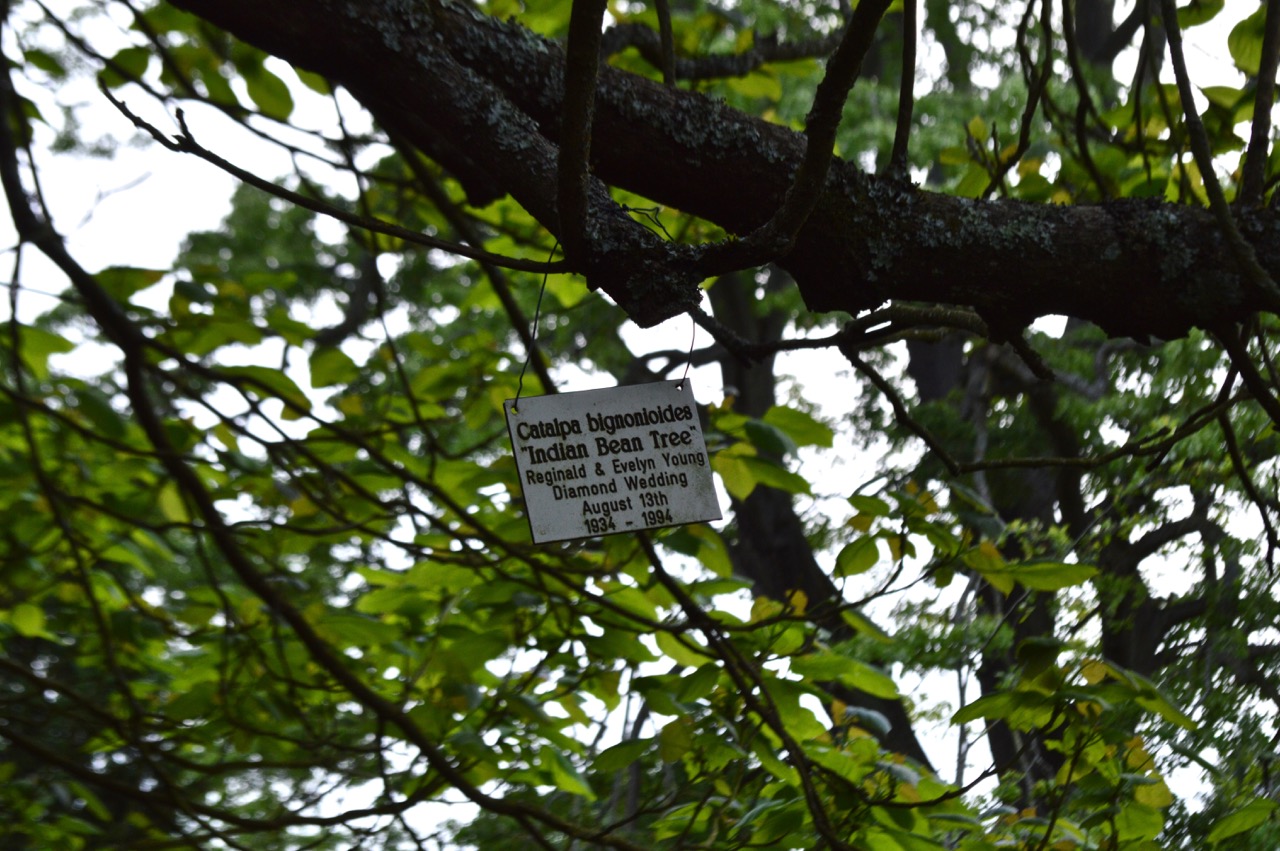 Catalpa bignonioides
"Indian Bean Tree"
Reginald & Evelyn Young
Diamond Wedding
August 13th
1934 - 1994